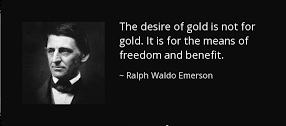 The desire of gold is not for
gold. It is for the means of
freedom and benefit.
~ Ralph Waldo Emerson